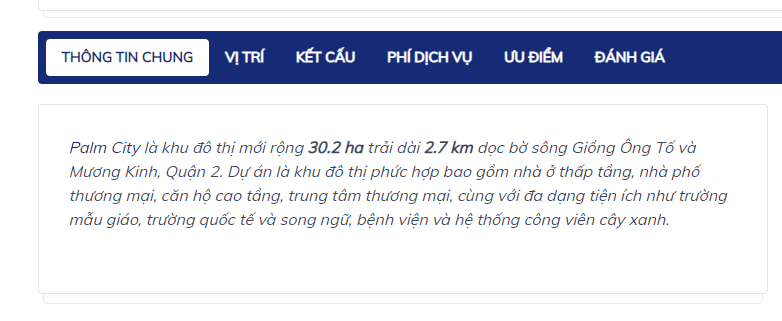 THÔNG TIN CHUNG VỊ TRÍ KẾT CẤU PHÍ DỊCH VỤ ƯU ĐIỂM ĐÁNH GIÁ
Palm City là khu đô thị mới rộng 30.2 ha trải dài 2.7 km dọc bờ sông Giồng Ông Tố và
Mương Kinh, Quận 2. Dự án là khu đô thị phức hợp bao gồm nhà ở thấp tầng, nhà phố
thương mại, căn hộ cao tầng, trung tâm thương mại, cùng với đa dạng tiện ích như trường
mẫu giáo, trường quốc tế và song ngữ, bệnh viện và hệ thống công viên cây xanh.